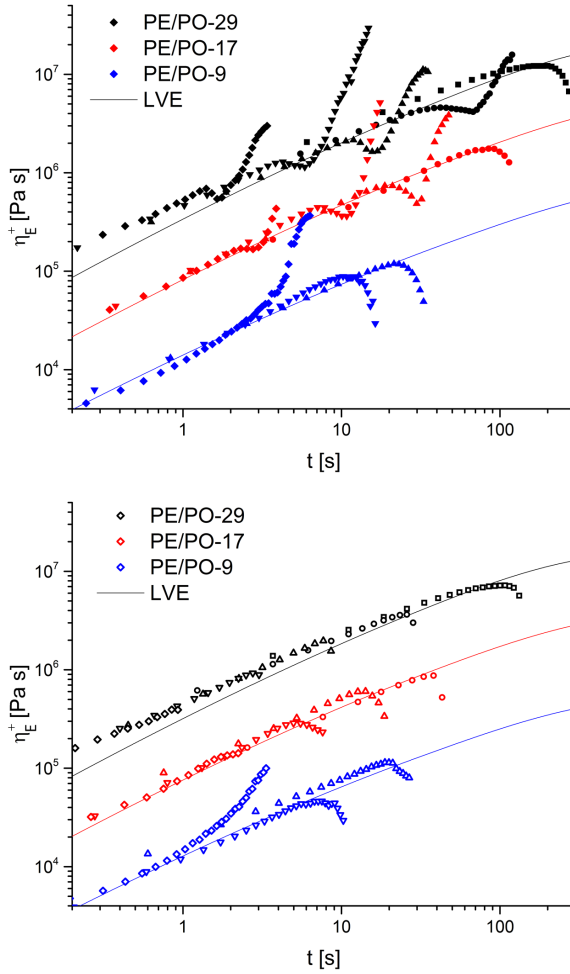 PE/PO-29
PE/PO-17
PE/PO-9
LVE
10⁷
10⁶
10⁵
10⁴
η_E⁺ [Pa s]
1 10 100
t [s]
PE/PO-29
PE/PO-17
PE/PO-9
LVE
10⁷
10⁶
10⁵
10⁴
η_E⁺ [Pa s]
1 10 100
t [s]